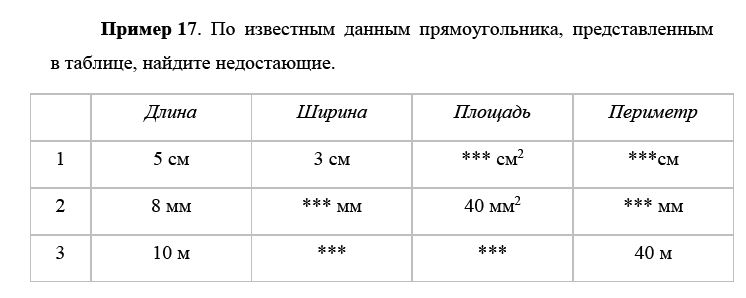 Пример 17. По известным данным прямоугольника, представленным
в таблице, найдите недостающие.
Длина Ширина Площадь Периметр
1 5 см 3 см *** см² ***см
2 8 мм *** мм 40 мм² *** мм
3 10 м *** *** 40 м